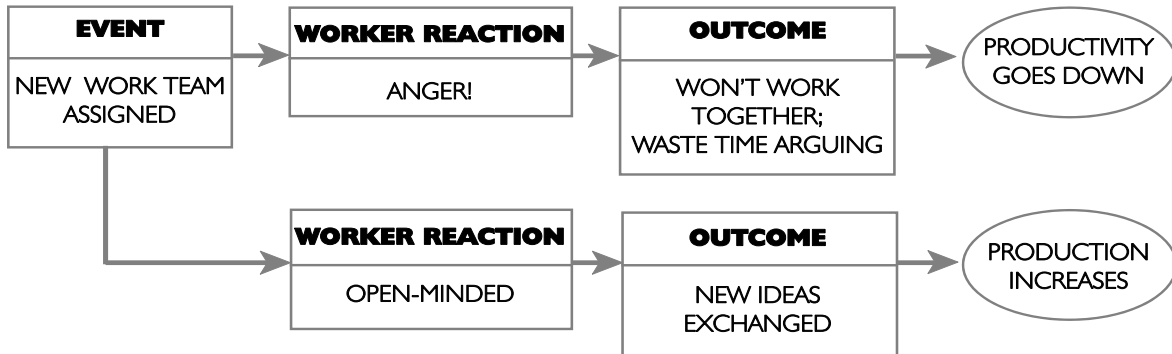 EVENT
NEW WORK TEAM
ASSIGNED
WORKER REACTION
ANGER!
OUTCOME
WON'T WORK
TOGETHER;
WASTE TIME ARGUING
PRODUCTIVITY
GOES DOWN
WORKER REACTION
OPEN-MINDED
OUTCOME
NEW IDEAS
EXCHANGED
PRODUCTION
INCREASES